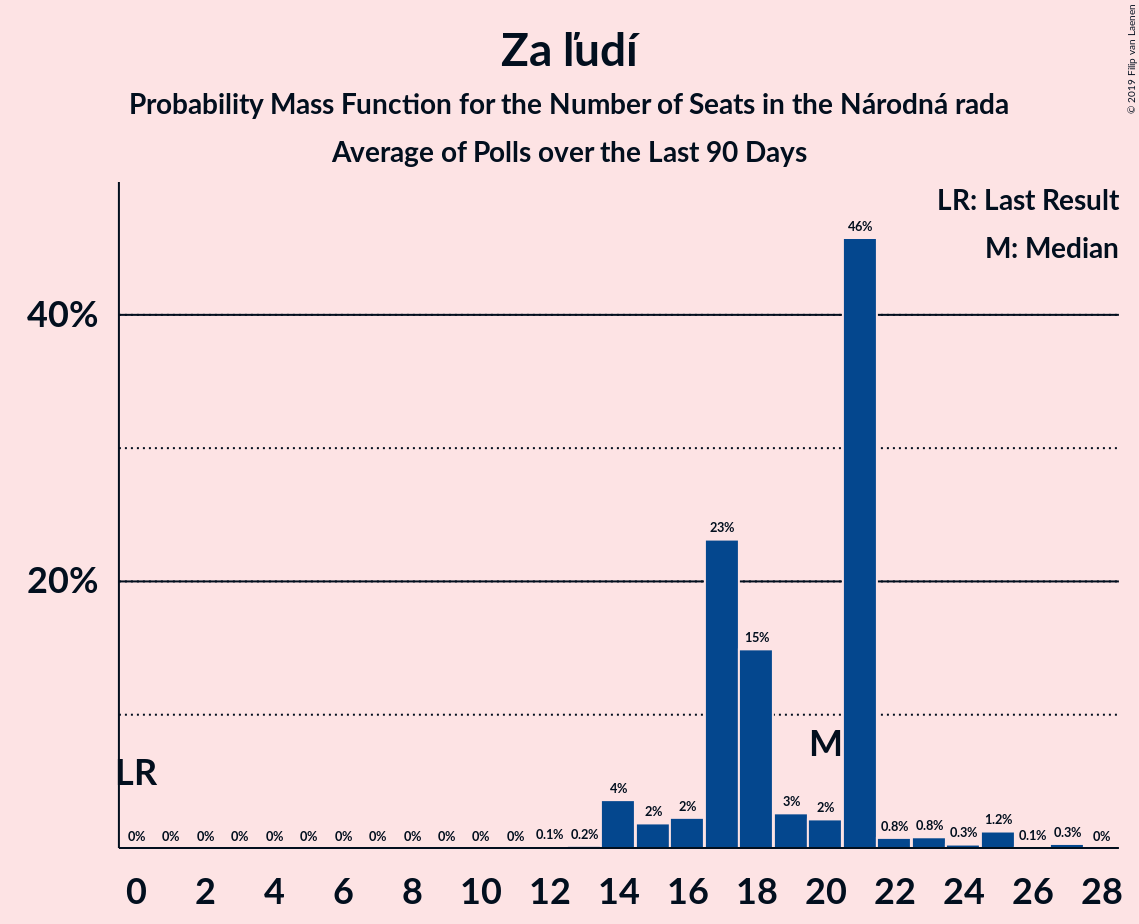 Za ľudí
Probability Mass Function for the Number of Seats in the Národná rada
Average of Polls over the Last 90 Days
© 2019 Filip van Laenen
LR: Last Result
M: Median
46%
40%
23%
20%
15%
M
LR
0% 0% 0% 0% 0% 0% 0% 0% 0% 0% 0% 0% 0.1% 0.2% 4% 2% 2% 3% 2% 0.8% 0.8% 0.3% 1.2% 0.1% 0.3% 0%
0 2 4 6 8 10 12 14 16 18 20 22 24 26 28